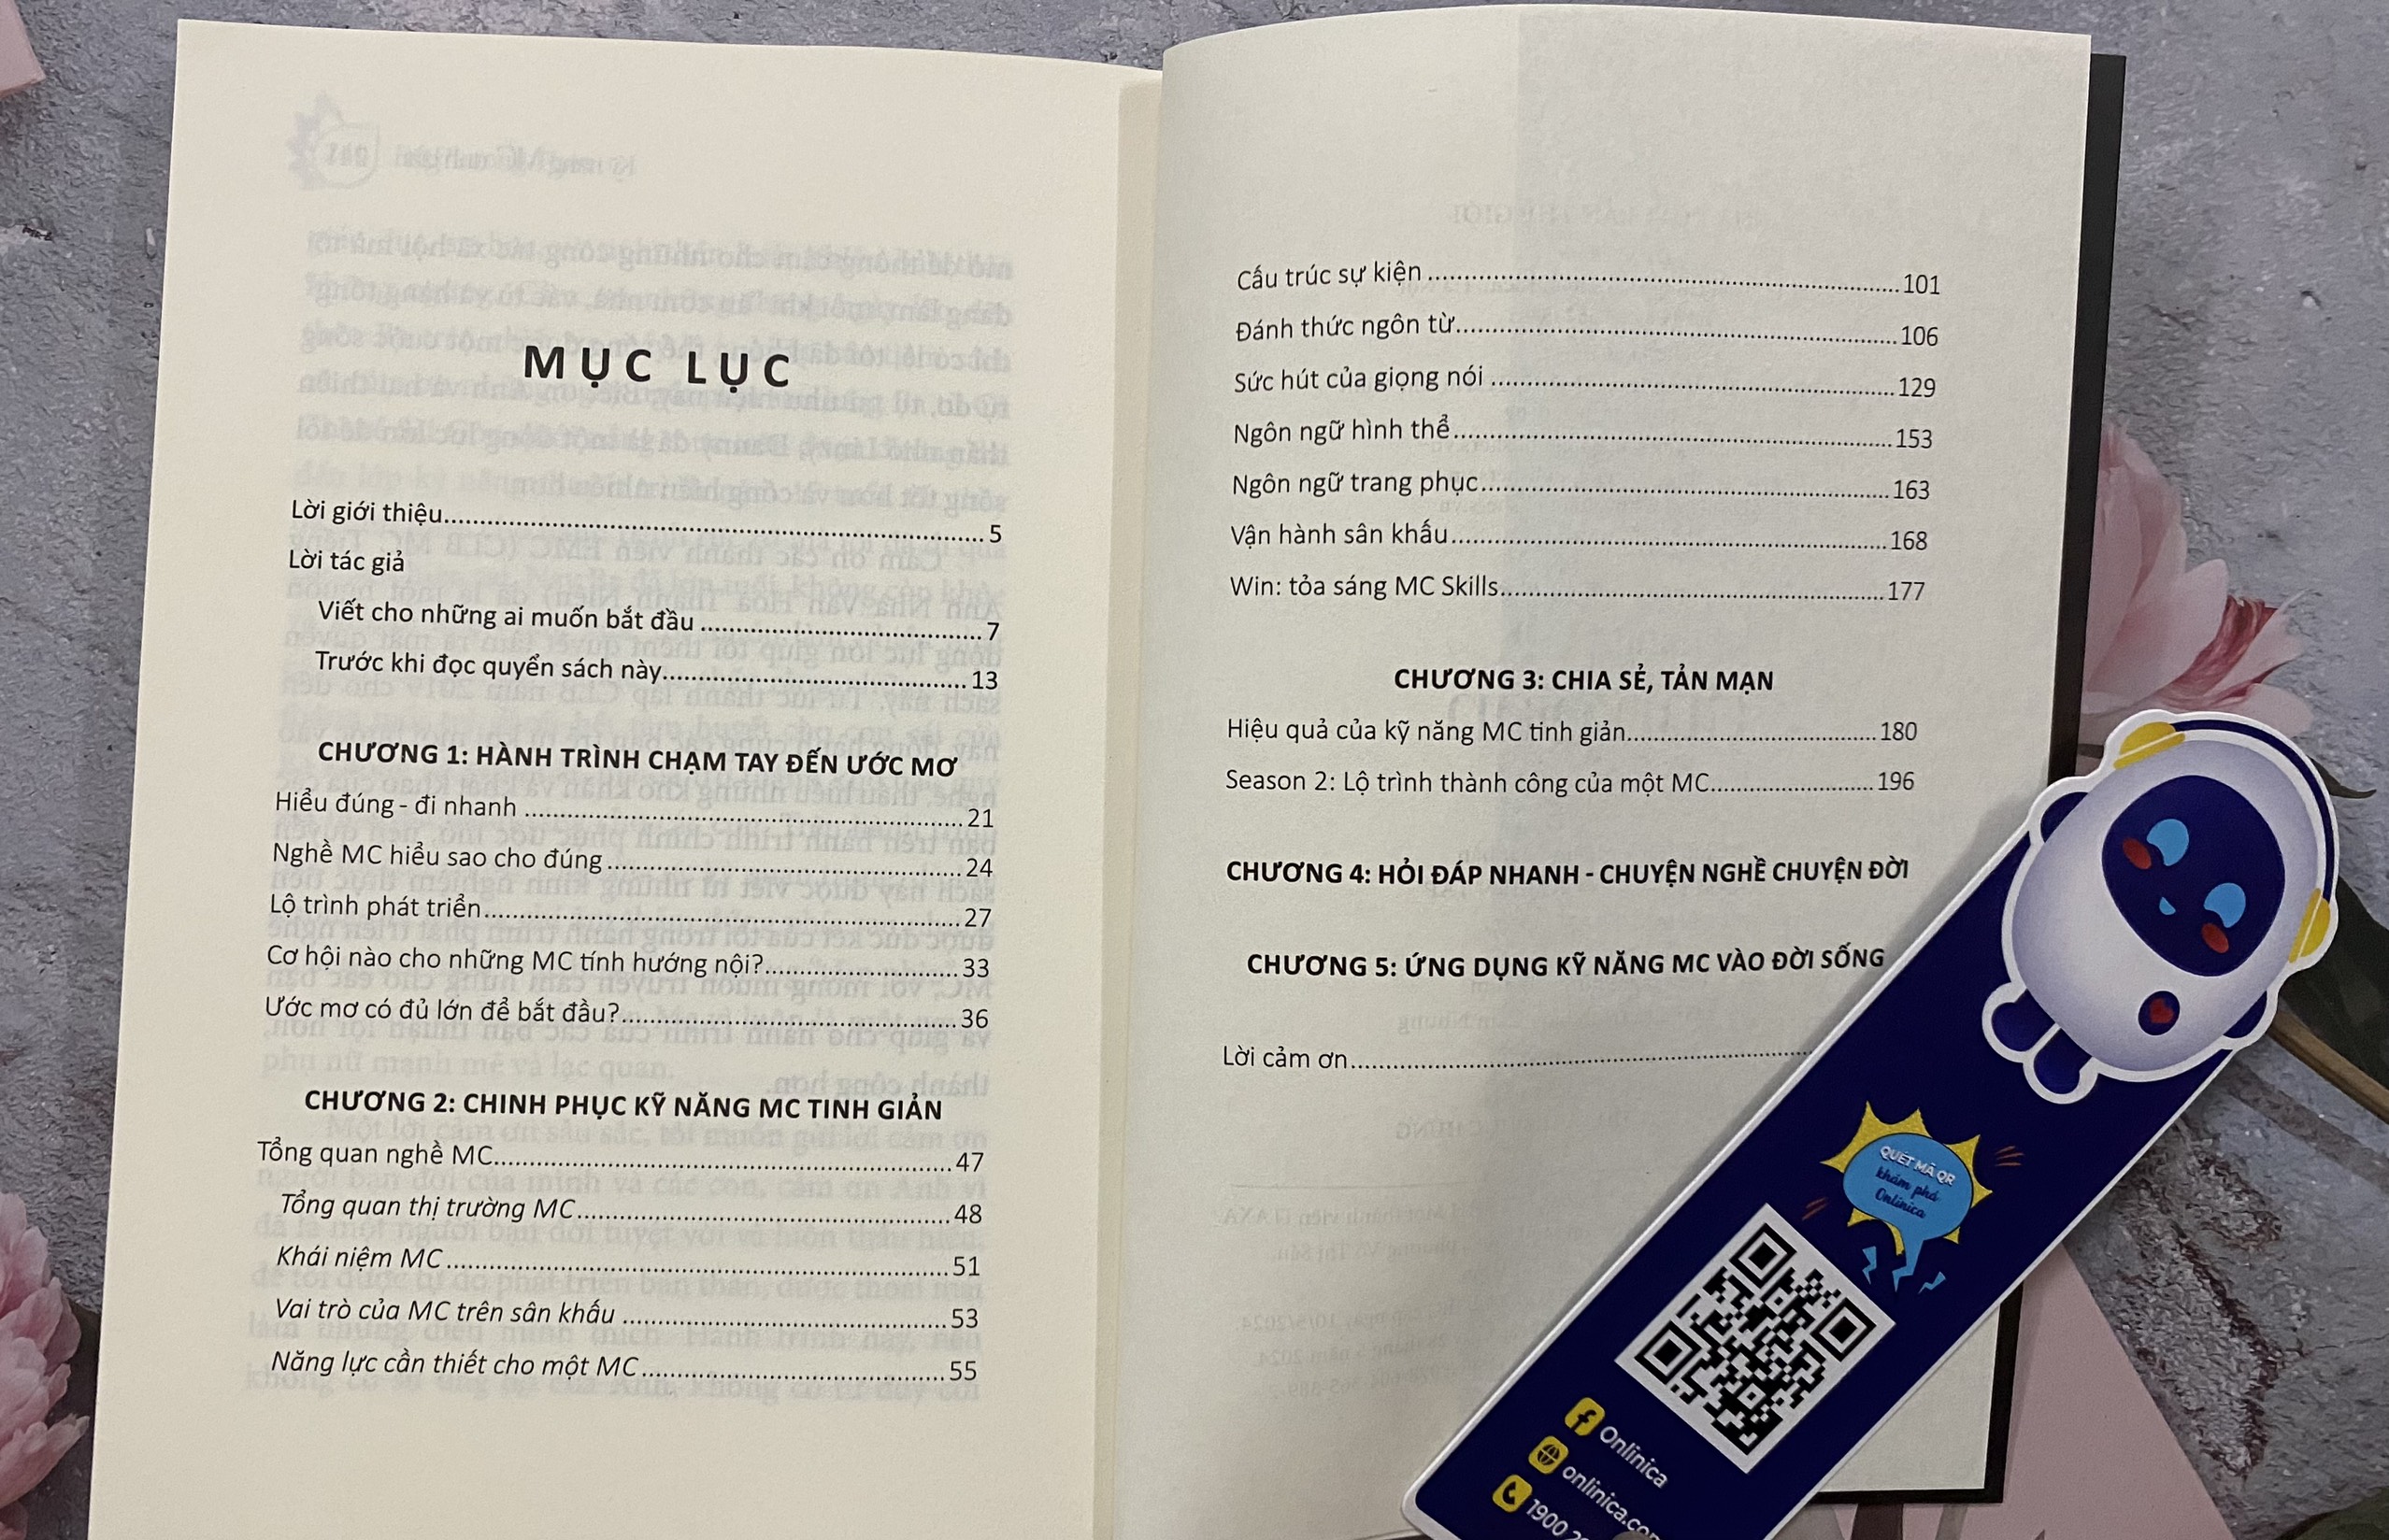 MỤC LỤC
Lời giới thiệu.....5
Lời tác giả
Viết cho những ai muốn bắt đầu.....7
Trước khi đọc quyển sách này.....13
CHƯƠNG 1: HÀNH TRÌNH CHẠM TAY ĐẾN ƯỚC MƠ
Hiểu đúng - đi nhanh.....21
Nghề MC hiểu sao cho đúng.....24
Lộ trình phát triển.....27
Cơ hội nào cho những MC tính hướng nội?.....33
Ước mơ có đủ lớn để bắt đầu?.....36
CHƯƠNG 2: CHINH PHỤC KỸ NĂNG MC TINH GIẢN
Tổng quan nghề MC.....47
Tổng quan thị trường MC.....48
Khái niệm MC.....51
Vai trò của MC trên sân khấu.....53
Năng lực cần thiết cho một MC.....55
Cấu trúc sự kiện.....101
Đánh thức ngôn từ.....106
Sức hút của giọng nói.....129
Ngôn ngữ hình thể.....153
Ngôn ngữ trang phục.....163
Vận hành sân khấu.....168
Win: tỏa sáng MC Skills.....177
CHƯƠNG 3: CHIA SẺ, TẢN MẠN
Hiệu quả của kỹ năng MC tinh giản.....180
Season 2: Lộ trình thành công của một MC.....196
CHƯƠNG 4: HỎI ĐÁP NHANH - CHUYỆN NGHỀ CHUYỆN ĐỜI
CHƯƠNG 5: ỨNG DỤNG KỸ NĂNG MC VÀO ĐỜI SỐNG
Lời cảm ơn.....
QUÉT MÃ QR
khám phá
Onlinica
Onlinica
onlinica.com
1900